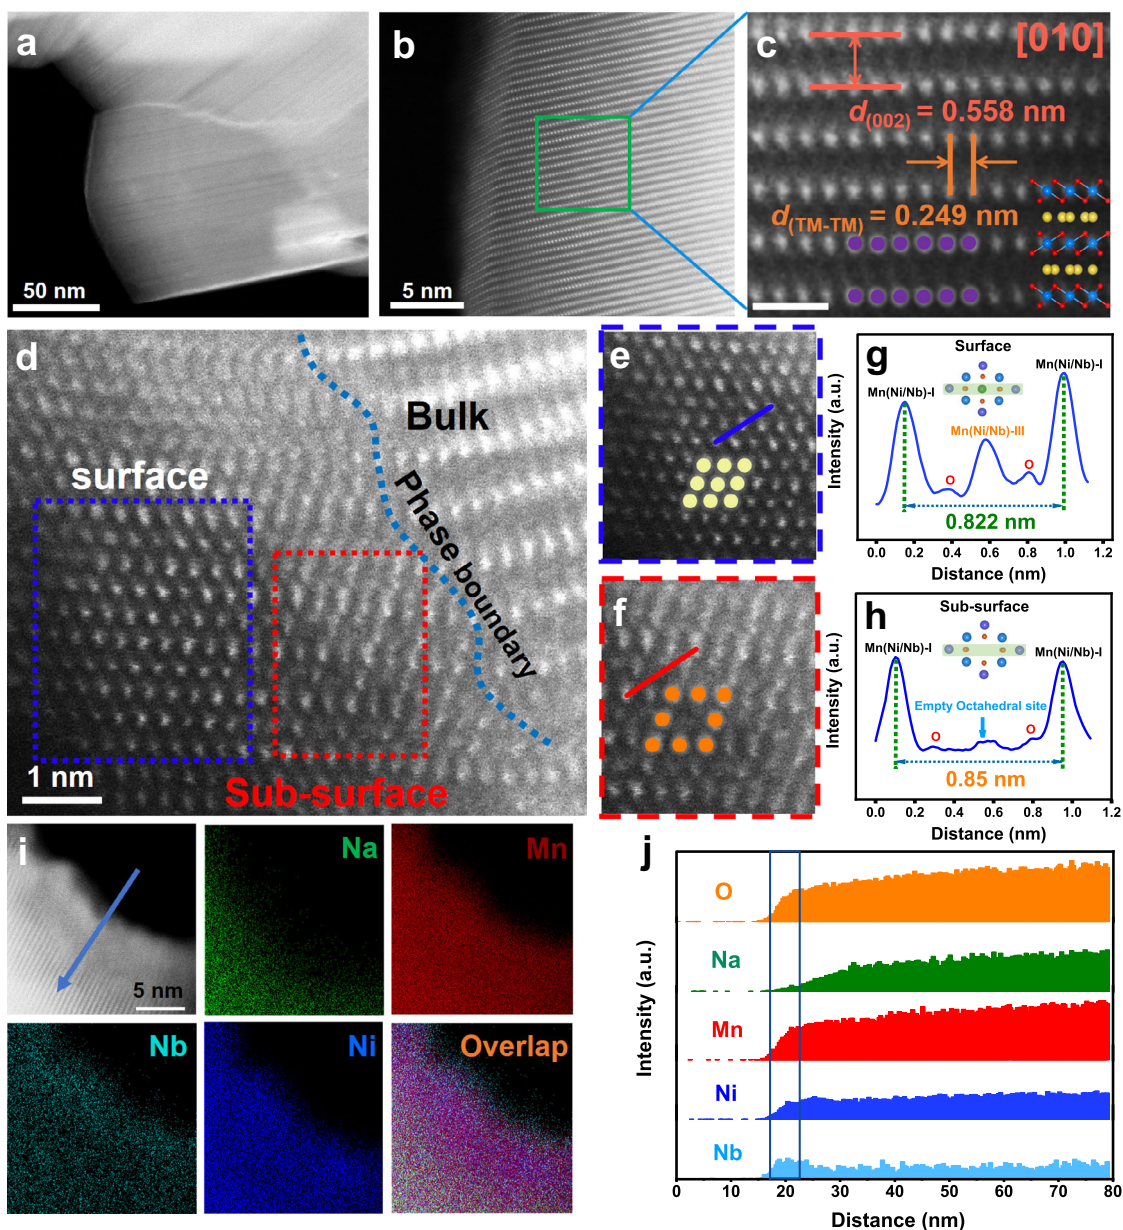 a
50 nm
b
5 nm
c
[010]
d(002) = 0.558 nm
d(TM-TM) = 0.249 nm
d
surface
Bulk
Phase boundary
Sub-surface
1 nm
e
f
g
Surface
Mn(Ni/Nb)-I
Mn(Ni/Nb)-I
Mn(Ni/Nb)-III
O
O
0.822 nm
Intensity (a.u.)
0.0 0.2 0.4 0.6 0.8 1.0 1.2
Distance (nm)
h
Sub-surface
Mn(Ni/Nb)-I
Mn(Ni/Nb)-I
Empty Octahedral site
O
O
0.85 nm
Intensity (a.u.)
0.0 0.2 0.4 0.6 0.8 1.0 1.2
Distance (nm)
i
5 nm
Na
Mn
Nb
Ni
Overlap
j
O
Na
Mn
Ni
Nb
Intensity (a.u.)
0 10 20 30 40 50 60 70 80
Distance (nm)